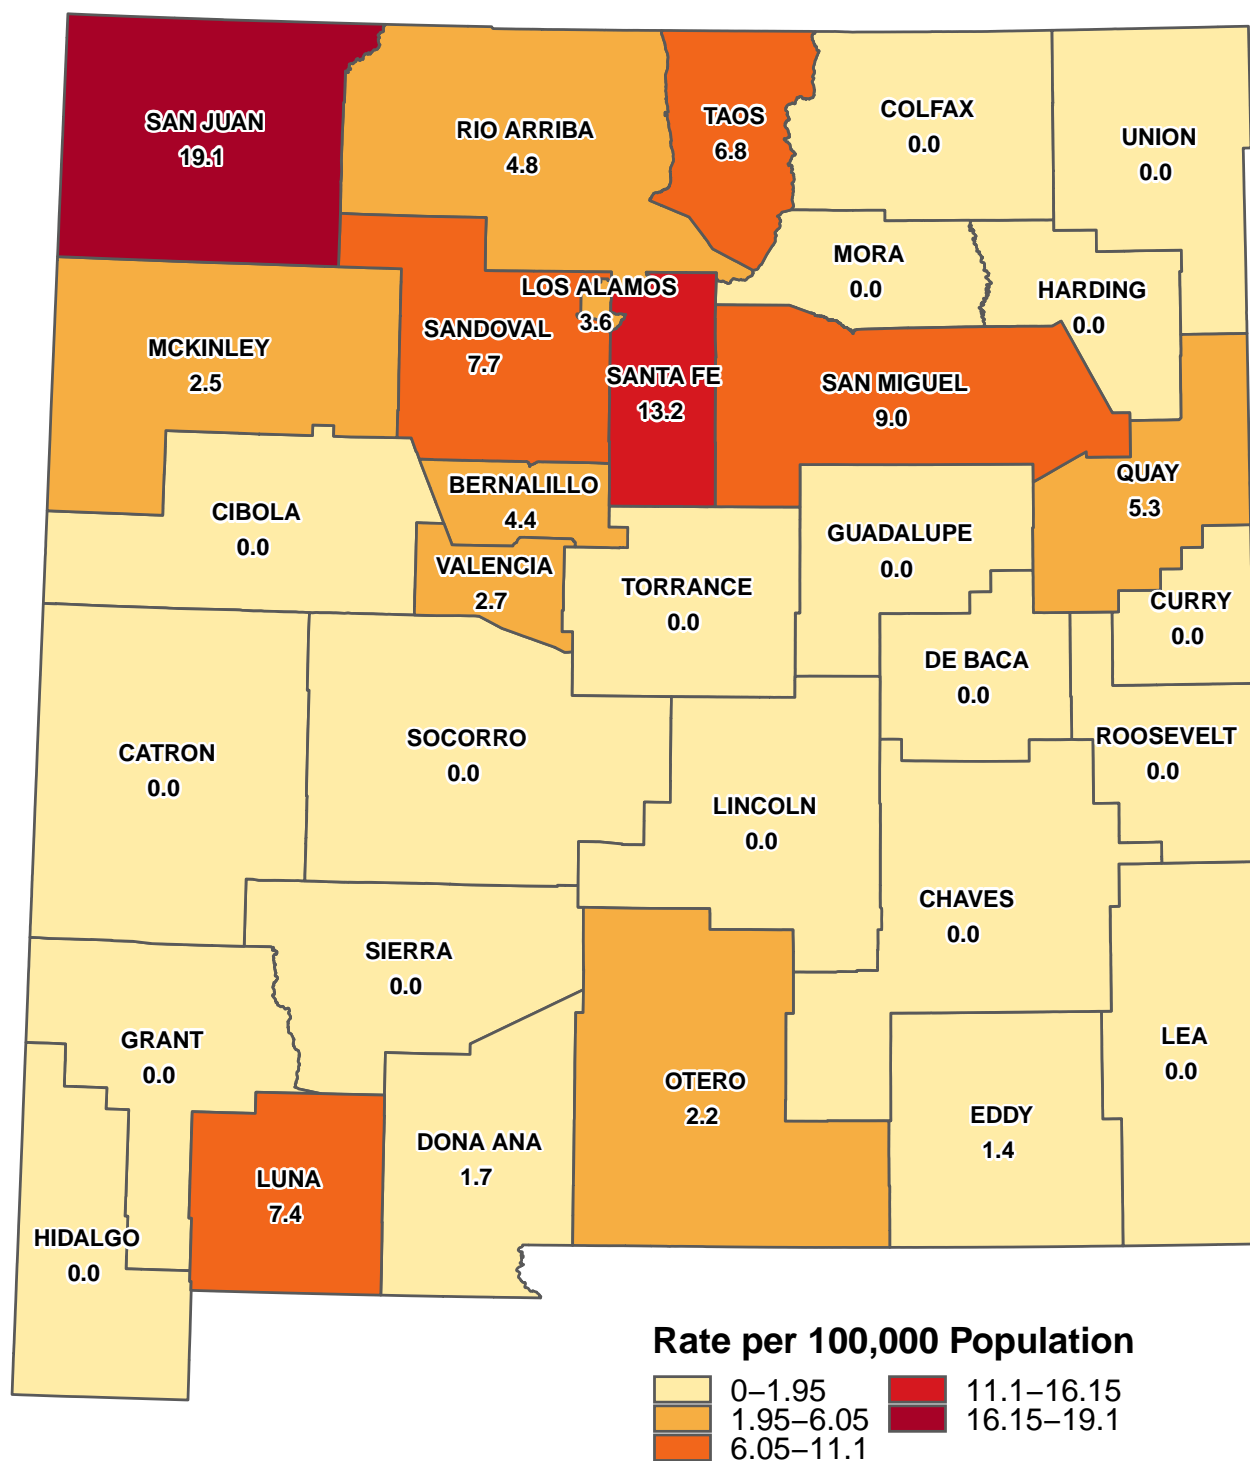 SAN JUAN
19.1
RIO ARRIBA
4.8
TAOS
6.8
COLFAX
0.0
UNION
0.0
MORA
0.0
HARDING
0.0
LOS ALAMOS
3.6
SANDOVAL
7.7
MCKINLEY
2.5
SANTA FE
13.2
SAN MIGUEL
9.0
QUAY
5.3
BERNALILLO
4.4
CIBOLA
0.0
GUADALUPE
0.0
VALENCIA
2.7
TORRANCE
0.0
CURRY
0.0
DE BACA
0.0
ROOSEVELT
0.0
CATRON
0.0
SOCORRO
0.0
LINCOLN
0.0
CHAVES
0.0
SIERRA
0.0
GRANT
0.0
LEA
0.0
OTERO
2.2
EDDY
1.4
DONA ANA
1.7
LUNA
7.4
HIDALGO
0.0
Rate per 100,000 Population
0–1.95
1.95–6.05
6.05–11.1
11.1–16.15
16.15–19.1